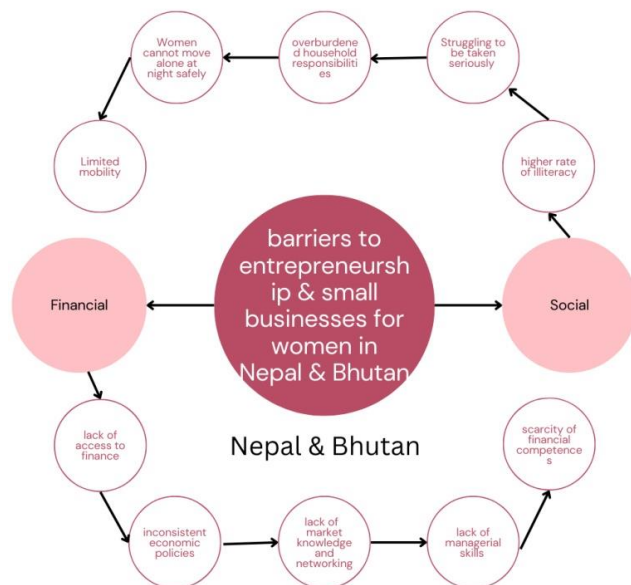 Women
cannot move
alone at
night safely
overburdene
d household
responsibilit
ies
Struggling to
be taken
seriously
Limited
mobility
higher rate
of illiteracy
barriers to
entrepreneursh
ip & small
businesses for
women in
Nepal & Bhutan
Financial
Social
lack of
access to
finance
Nepal & Bhutan
scarcity of
financial
competence
s
inconsistent
economic
policies
lack of
market
knowledge
and
networking
lack of
managerial
skills